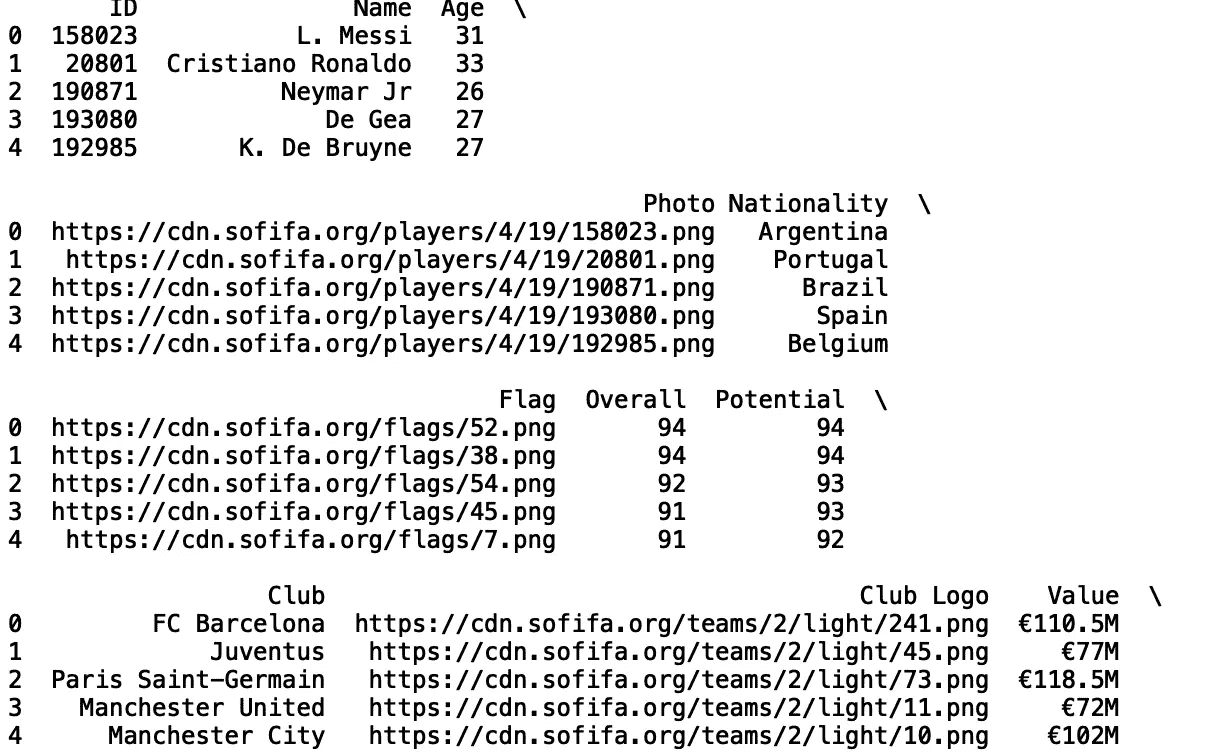 ID Name Age \
0 158023 L. Messi 31
1 20801 Cristiano Ronaldo 33
2 190871 Neymar Jr 26
3 193080 De Gea 27
4 192985 K. De Bruyne 27
Photo Nationality \
0 https://cdn.sofifa.org/players/4/19/158023.png Argentina
1 https://cdn.sofifa.org/players/4/19/20801.png Portugal
2 https://cdn.sofifa.org/players/4/19/190871.png Brazil
3 https://cdn.sofifa.org/players/4/19/193080.png Spain
4 https://cdn.sofifa.org/players/4/19/192985.png Belgium
Flag Overall Potential \
0 https://cdn.sofifa.org/flags/52.png 94 94
1 https://cdn.sofifa.org/flags/38.png 94 94
2 https://cdn.sofifa.org/flags/54.png 92 93
3 https://cdn.sofifa.org/flags/45.png 91 93
4 https://cdn.sofifa.org/flags/7.png 91 92
Club Club Logo Value \
0 FC Barcelona https://cdn.sofifa.org/teams/2/light/241.png €110.5M
1 Juventus https://cdn.sofifa.org/teams/2/light/45.png €77M
2 Paris Saint-Germain https://cdn.sofifa.org/teams/2/light/73.png €118.5M
3 Manchester United https://cdn.sofifa.org/teams/2/light/11.png €72M
4 Manchester City https://cdn.sofifa.org/teams/2/light/10.png €102M